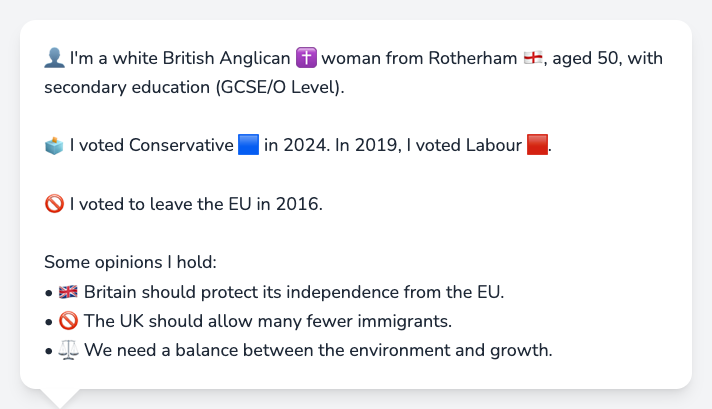 👤 I'm a white British Anglican ✝️ woman from Rotherham 🏴󠁧󠁢󠁥󠁮󠁧󠁿, aged 50, with
secondary education (GCSE/O Level).
🗳️ I voted Conservative 🟦 in 2024. In 2019, I voted Labour 🟥.
🚫 I voted to leave the EU in 2016.
Some opinions I hold:
• 🇬🇧 Britain should protect its independence from the EU.
• 🚫 The UK should allow many fewer immigrants.
• ⚖️ We need a balance between the environment and growth.